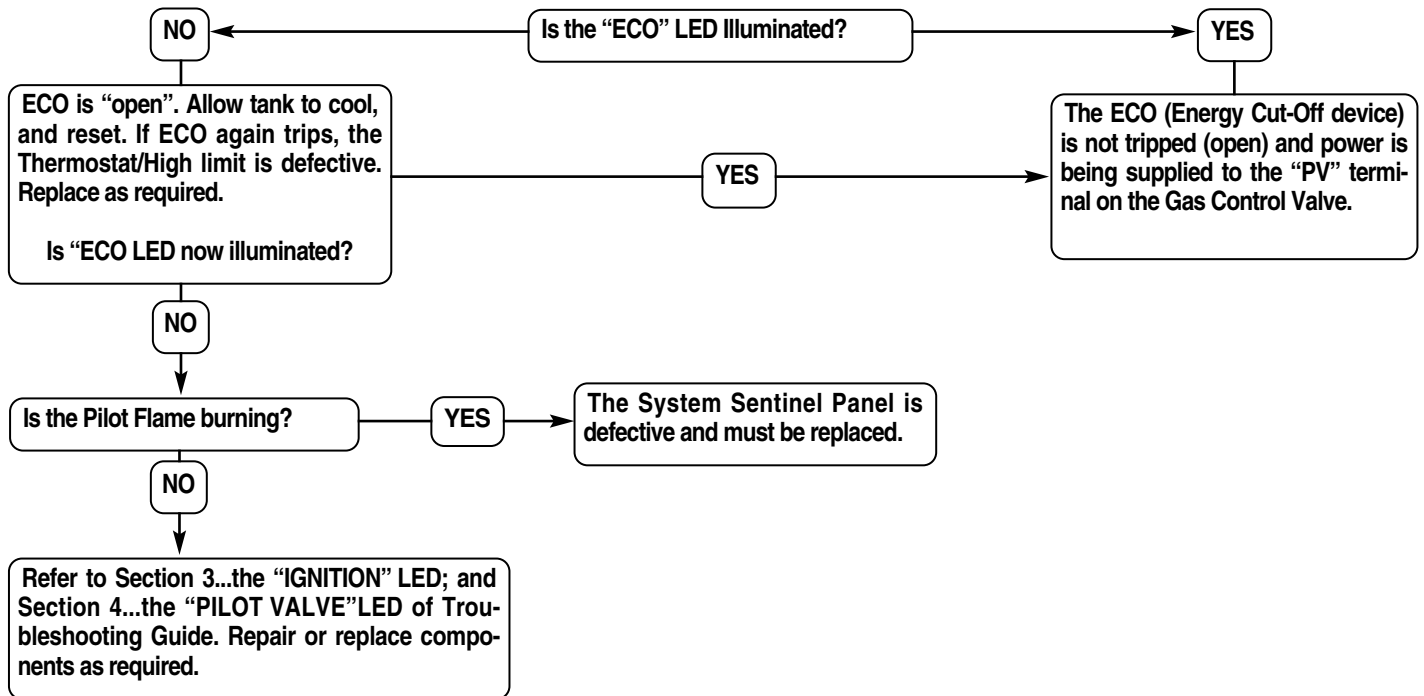 Is the “ECO” LED Illuminated?
NO
YES
ECO is “open”. Allow tank to cool,
and reset. If ECO again trips, the
Thermostat/High limit is defective.
Replace as required.
Is “ECO LED now illuminated?
YES
The ECO (Energy Cut-Off device)
is not tripped (open) and power is
being supplied to the “PV” termi-
nal on the Gas Control Valve.
NO
Is the Pilot Flame burning?
YES
The System Sentinel Panel is
defective and must be replaced.
NO
Refer to Section 3...the “IGNITION” LED; and
Section 4...the “PILOT VALVE”LED of Trou-
bleshooting Guide. Repair or replace compo-
nents as required.